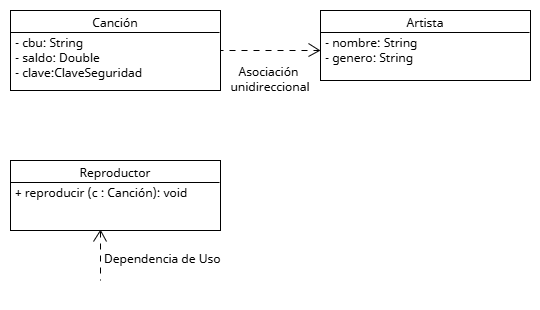 Canción
- cbu: String
- saldo: Double
- clave:ClaveSeguridad
Asociación
unidireccional
Artista
- nombre: String
- genero: String
Reproductor
+ reproducir (c : Canción): void
Dependencia de Uso